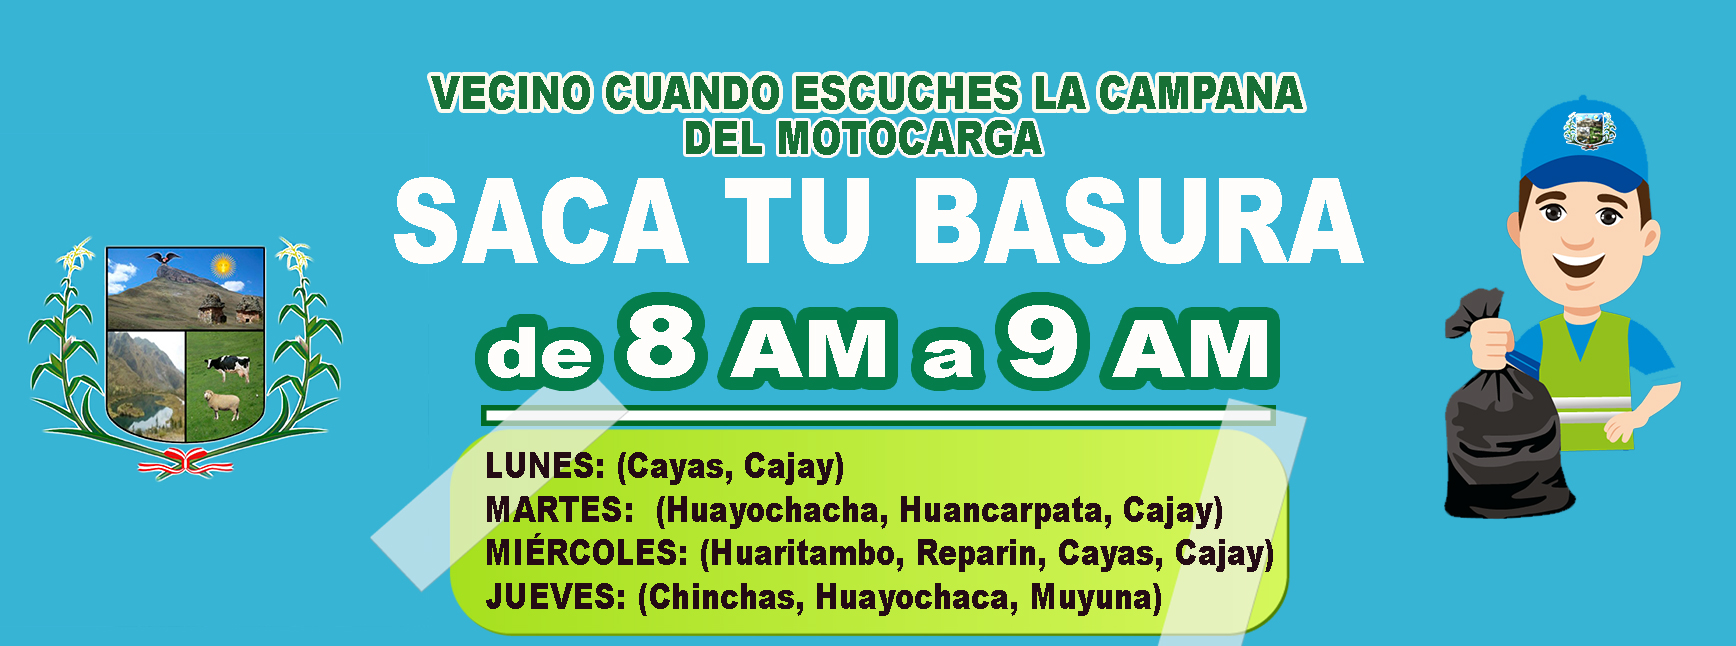 VECINO CUANDO ESCUCHES LA CAMPANA
DEL MOTOCARGA
SACA TU BASURA
de 8 AM a 9 AM
LUNES: (Cayas, Cajay)
MARTES: (Huayochacha, Huancarpata, Cajay)
MIÉRCOLES: (Huaritambo, Reparin, Cayas, Cajay)
JUEVES: (Chinchas, Huayochaca, Muyuna)